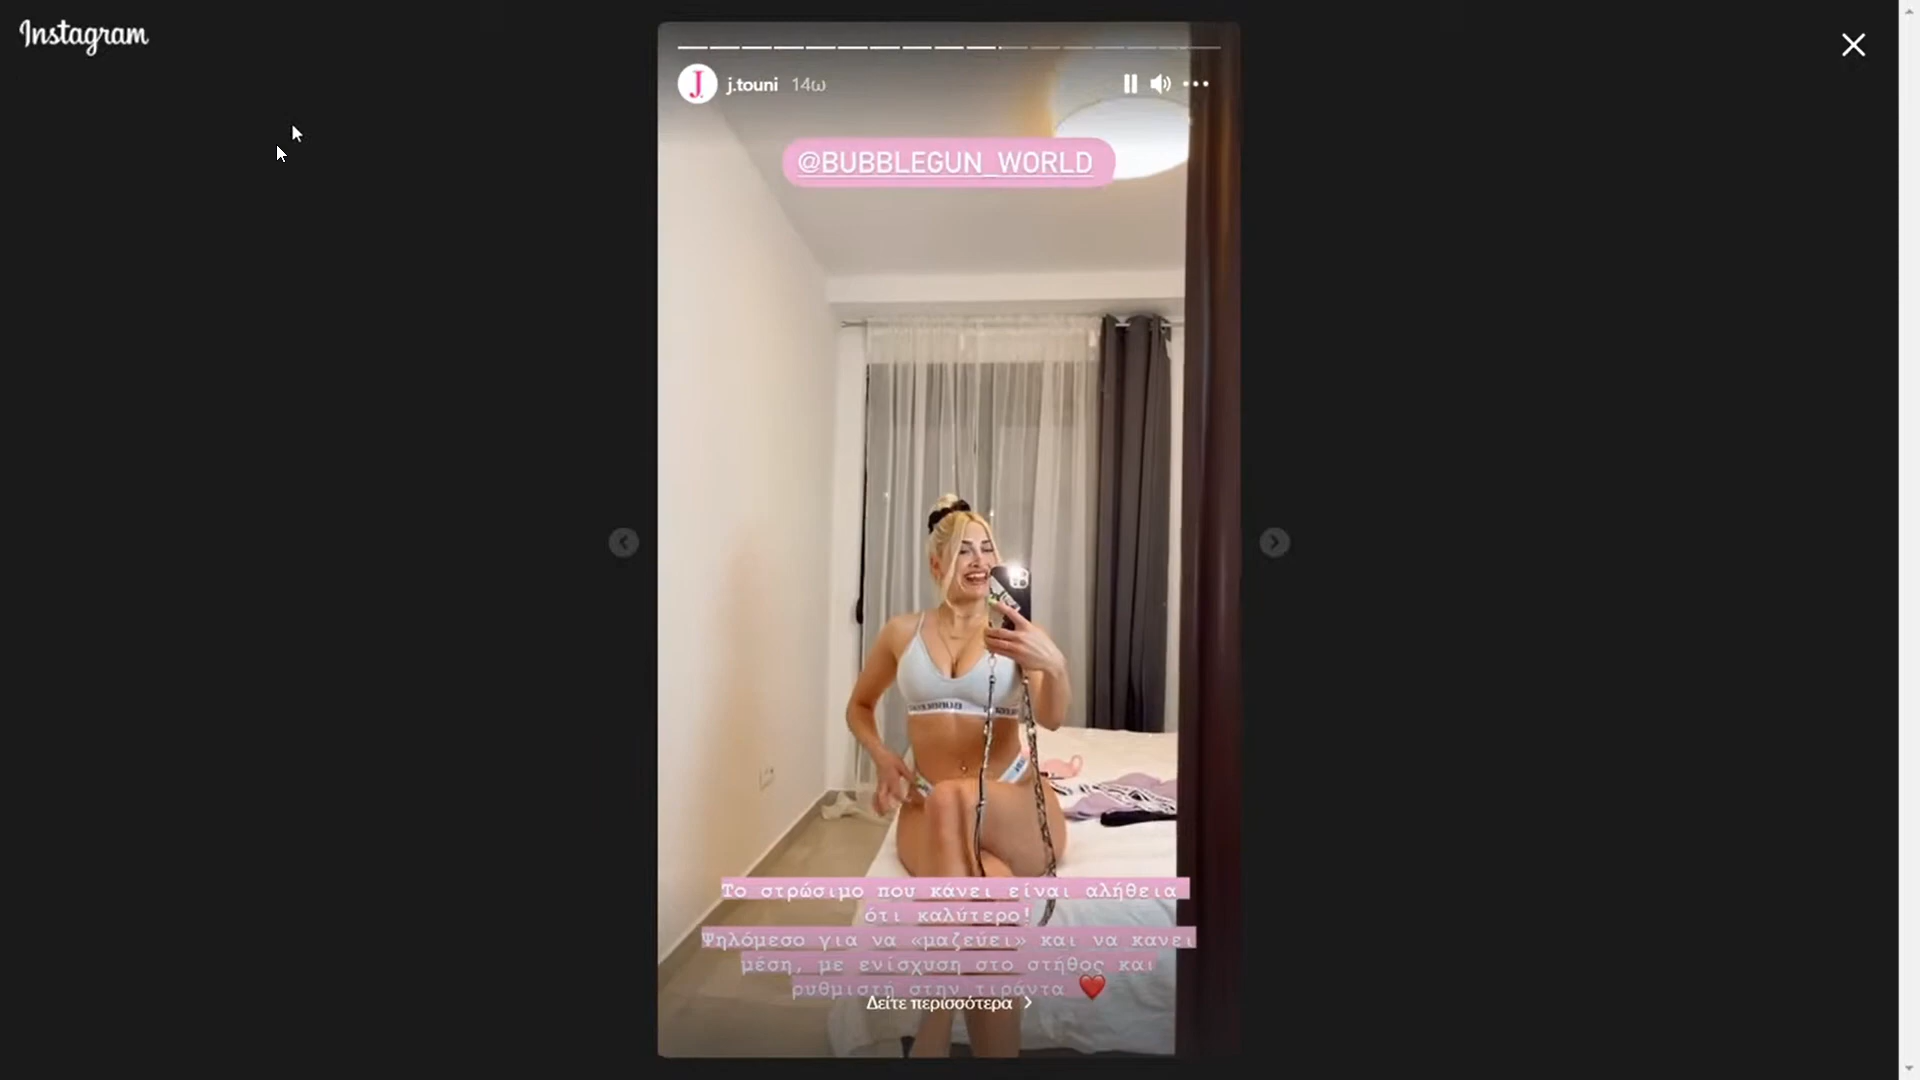 Instagram
J.
j.touni 14ω
@BUBBLEGUN_WORLD
Το στρώσιμο που κάνει είναι αλήθεια
ότι καλύτερο!
Ψηλόμεσο για να «μαζεύει» και να κανει
μέση, με ενίσχυση στο στήθος και
ρυθμιστή στην τιράντα ❤️
Δείτε περισσότερα